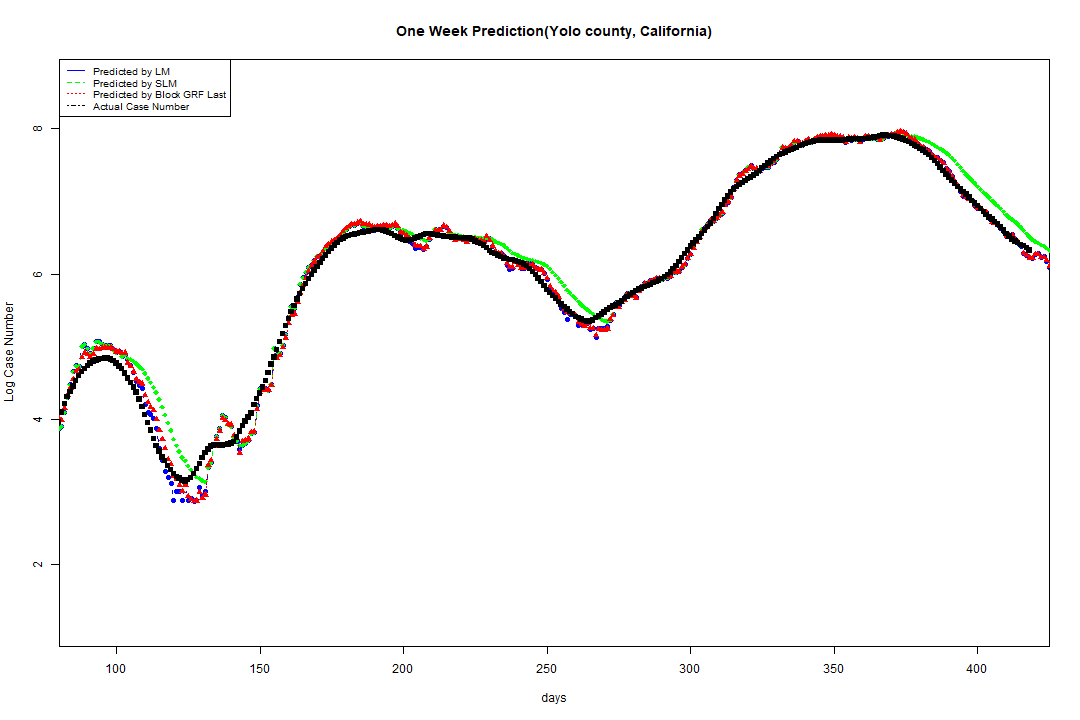 One Week Prediction(Yolo county, California)
Predicted by LM
Predicted by SLM
Predicted by Block GRF Last
Actual Case Number
8
6
4
2
Log Case Number
100 150 200 250 300 350 400
days